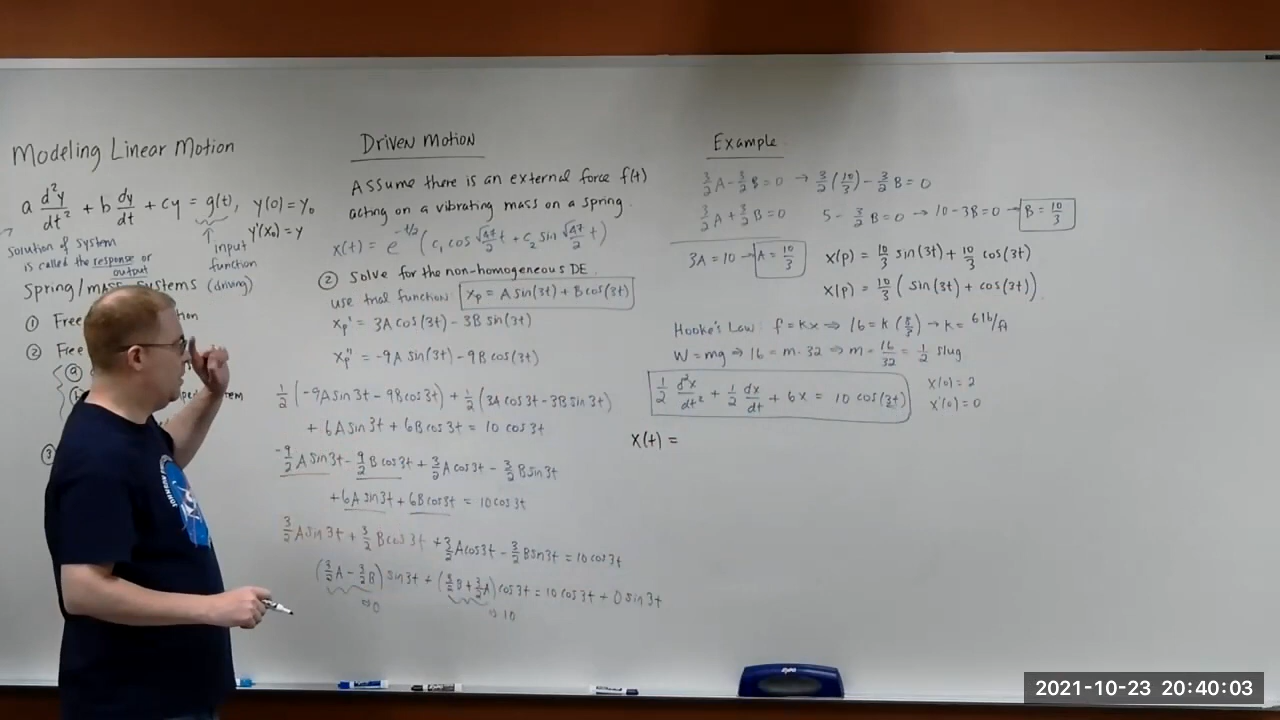 Modeling Linear Motion
a d²y/dt² + b dy/dt + cy = g(t), y(0) = y₀
y'(x₀) = y
solution of system
is called the response or
output
input
function
(driving)
Spring/mass systems
① Free
② Free
ⓐ
③
Driven Motion
Assume there is an external force f(t)
acting on a vibrating mass on a spring.
x(t) = e^(-t/2) (c₁ cos √47/2 t + c₂ sin √47/2 t)
② Solve for the non-homogeneous DE.
use trial function: xₚ = A sin(3t) + B cos(3t)
xₚ' = 3A cos(3t) - 3B sin(3t)
xₚ'' = -9A sin(3t) - 9B cos(3t)
1/2 (-9A sin 3t - 9B cos 3t) + 1/2 (3A cos 3t - 3B sin 3t)
+ 6A sin 3t + 6B cos 3t = 10 cos 3t
-9/2 A sin 3t - 9/2 B cos 3t + 3/2 A cos 3t - 3/2 B sin 3t
+ 6A sin 3t + 6B cos 3t = 10 cos 3t
3/2 A sin 3t + 3/2 B cos 3t + 3/2 A cos 3t - 3/2 B sin 3t = 10 cos 3t
(3/2 A - 3/2 B) sin 3t + (3/2 B + 3/2 A) cos 3t = 10 cos 3t + 0 sin 3t
⇒ 0
⇒ 10
Example
3/2 A - 3/2 B = 0 → 3/2 (10/3) - 3/2 B = 0
3/2 A + 3/2 B = 0 5 - 3/2 B = 0 → 10 - 3B = 0 → B = 10/3
3A = 10 → A = 10/3
x(p) = 10/3 sin(3t) + 10/3 cos(3t)
x(p) = 10/3 (sin(3t) + cos(3t))
Hooke's Law: f = kx ⇒ 16 = k (8/3) → k = 6 lb/ft
W = mg ⇒ 16 = m · 32 ⇒ m = 16/32 = 1/2 slug
1/2 d²x/dt² + 1/2 dx/dt + 6x = 10 cos(3t)
x(0) = 2
x'(0) = 0
x(t) =
EXPO
2021-10-23 20:40:03